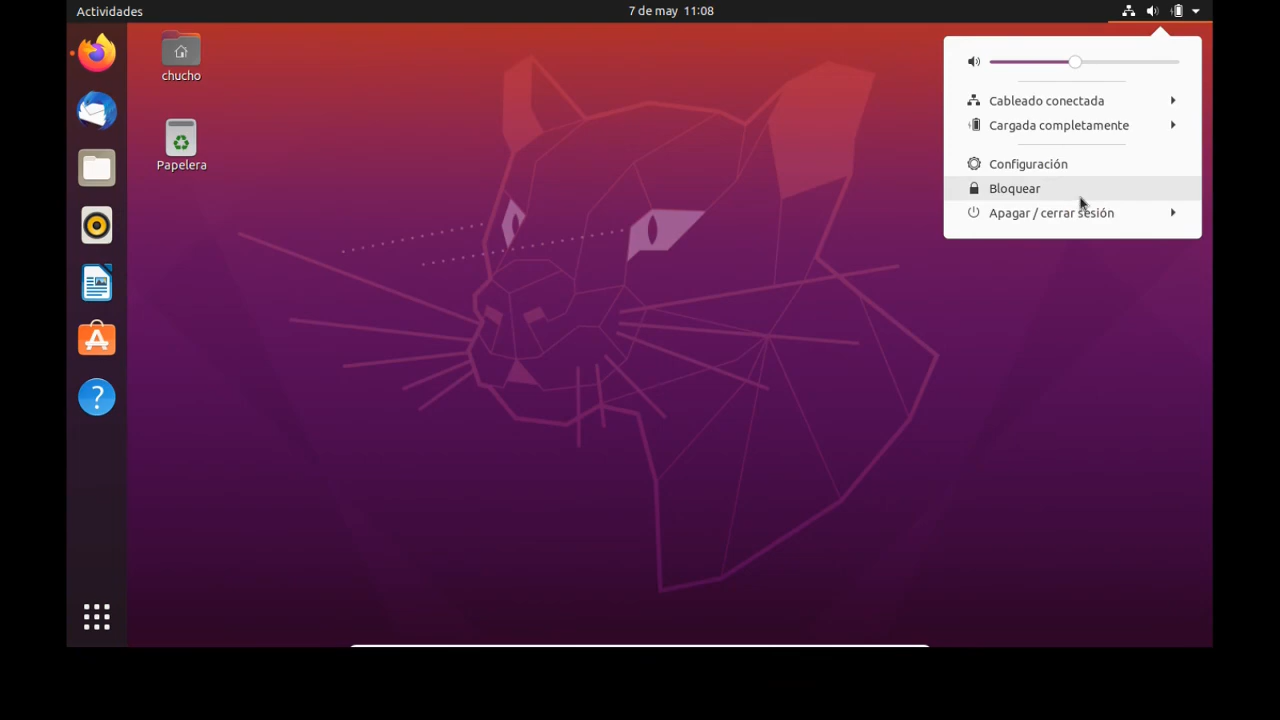 Actividades
7 de may 11:08
chucho
Papelera
Cableado conectada
Cargada completamente
Configuración
Bloquear
Apagar / cerrar sesión